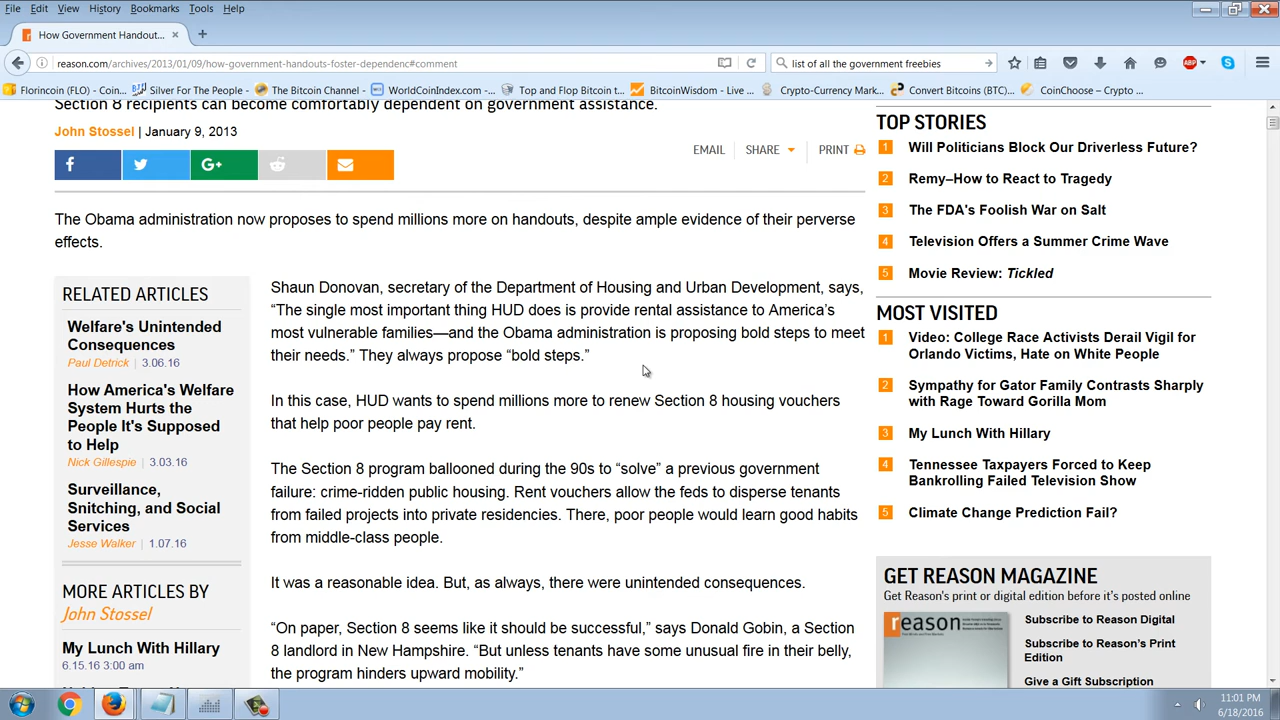 File Edit View History Bookmarks Tools Help
How Government Handout...
reason.com/archives/2013/01/09/how-government-handouts-foster-dependenc#comment
list of all the government freebies
ABP
Florincoin (FLO) - Coin...
Silver For The People - ...
The Bitcoin Channel - ...
WorldCoinIndex.com - ...
Top and Flop Bitcoin t...
BitcoinWisdom - Live ...
Crypto-Currency Mark...
Convert Bitcoins (BTC)...
CoinChoose – Crypto ...
Section 8 recipients can become comfortably dependent on government assistance.
John Stossel | January 9, 2013
EMAIL SHARE PRINT
The Obama administration now proposes to spend millions more on handouts, despite ample evidence of their perverse
effects.
RELATED ARTICLES
Welfare's Unintended
Consequences
Paul Detrick | 3.06.16
How America's Welfare
System Hurts the
People It's Supposed
to Help
Nick Gillespie | 3.03.16
Surveillance,
Snitching, and Social
Services
Jesse Walker | 1.07.16
MORE ARTICLES BY
John Stossel
My Lunch With Hillary
6.15.16 3:00 am
Shaun Donovan, secretary of the Department of Housing and Urban Development, says,
“The single most important thing HUD does is provide rental assistance to America’s
most vulnerable families—and the Obama administration is proposing bold steps to meet
their needs.” They always propose “bold steps.”
In this case, HUD wants to spend millions more to renew Section 8 housing vouchers
that help poor people pay rent.
The Section 8 program ballooned during the 90s to “solve” a previous government
failure: crime-ridden public housing. Rent vouchers allow the feds to disperse tenants
from failed projects into private residencies. There, poor people would learn good habits
from middle-class people.
It was a reasonable idea. But, as always, there were unintended consequences.
“On paper, Section 8 seems like it should be successful,” says Donald Gobin, a Section
8 landlord in New Hampshire. “But unless tenants have some unusual fire in their belly,
the program hinders upward mobility.”
TOP STORIES
1 Will Politicians Block Our Driverless Future?
2 Remy–How to React to Tragedy
3 The FDA's Foolish War on Salt
4 Television Offers a Summer Crime Wave
5 Movie Review: Tickled
MOST VISITED
1 Video: College Race Activists Derail Vigil for
Orlando Victims, Hate on White People
2 Sympathy for Gator Family Contrasts Sharply
with Rage Toward Gorilla Mom
3 My Lunch With Hillary
4 Tennessee Taxpayers Forced to Keep
Bankrolling Failed Television Show
5 Climate Change Prediction Fail?
GET REASON MAGAZINE
Get Reason's print or digital edition before it’s posted online
reason
Subscribe to Reason Digital
Subscribe to Reason's Print
Edition
Give a Gift Subscription
11:01 PM
6/18/2016